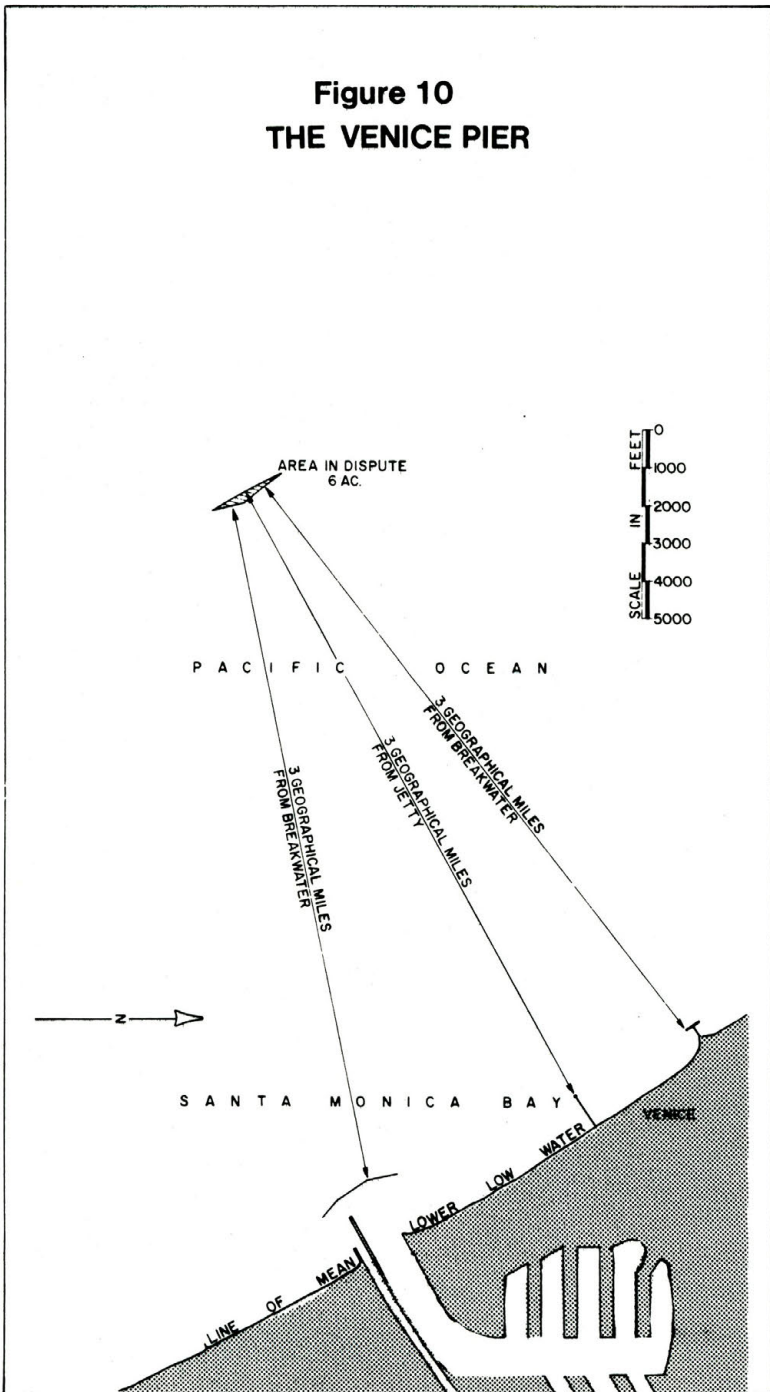 Figure 10
THE VENICE PIER
AREA IN DISPUTE
6 AC.
SCALE IN FEET
0
1000
2000
3000
4000
5000
PACIFIC OCEAN
3 GEOGRAPHICAL MILES
FROM BREAKWATER
3 GEOGRAPHICAL MILES
FROM JETTY
3 GEOGRAPHICAL MILES
FROM BREAKWATER
N
SANTA MONICA BAY
VENICE
LINE OF MEAN LOWER LOW WATER